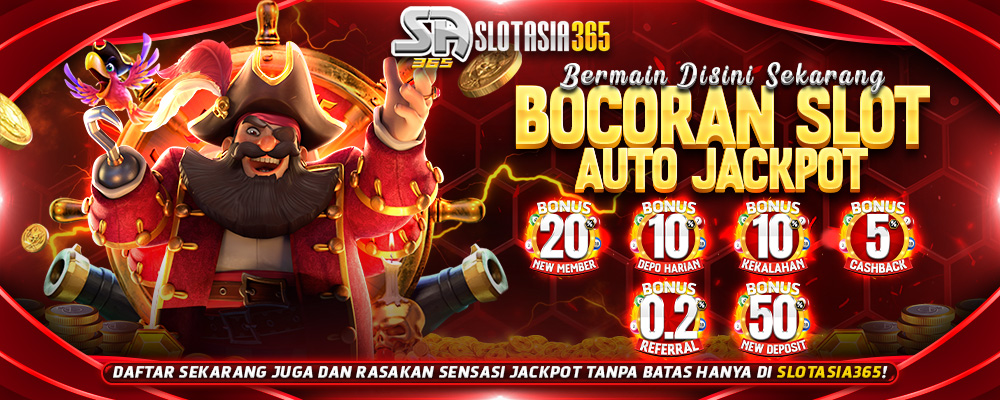 SA SLOTASIA365
365
Bermain Disini Sekarang
BOCORAN SLOT
AUTO JACKPOT
BONUS 20% NEW MEMBER
BONUS 10% DEPO HARIAN
BONUS 10% KEKALAHAN
BONUS 5% CASHBACK
BONUS 0.2% REFERRAL
BONUS 50% NEW DEPOSIT
DAFTAR SEKARANG JUGA DAN RASAKAN SENSASI JACKPOT TANPA BATAS HANYA DI SLOTASIA365!